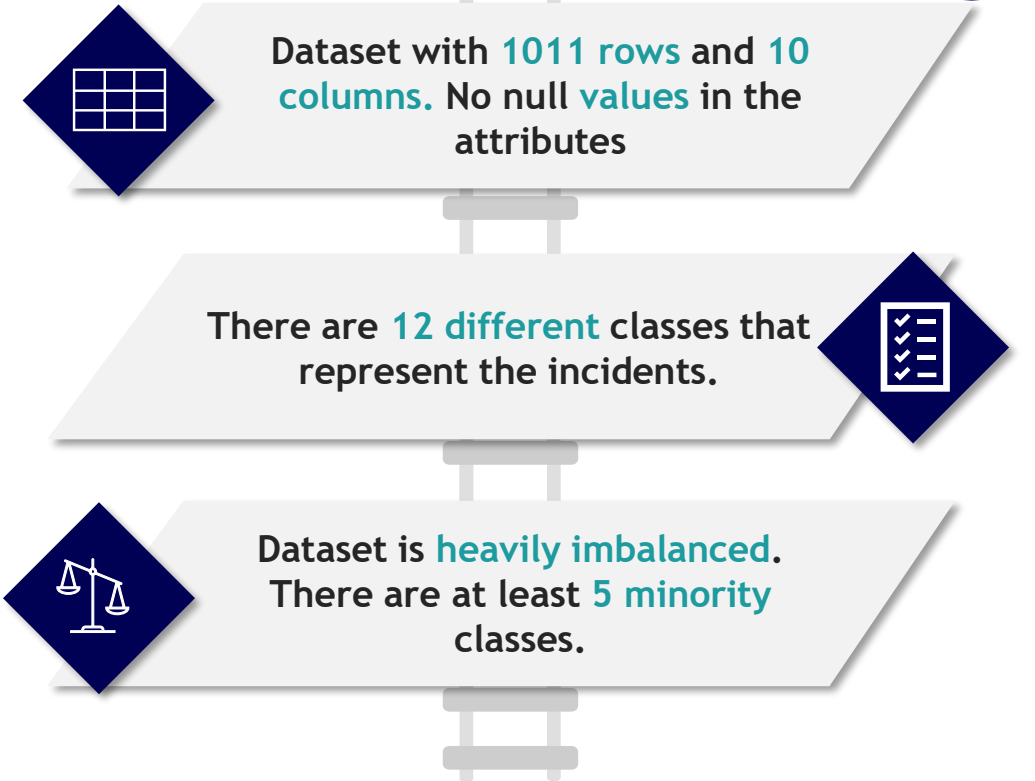 Dataset with 1011 rows and 10
columns. No null values in the
attributes
There are 12 different classes that
represent the incidents.
Dataset is heavily imbalanced.
There are at least 5 minority
classes.